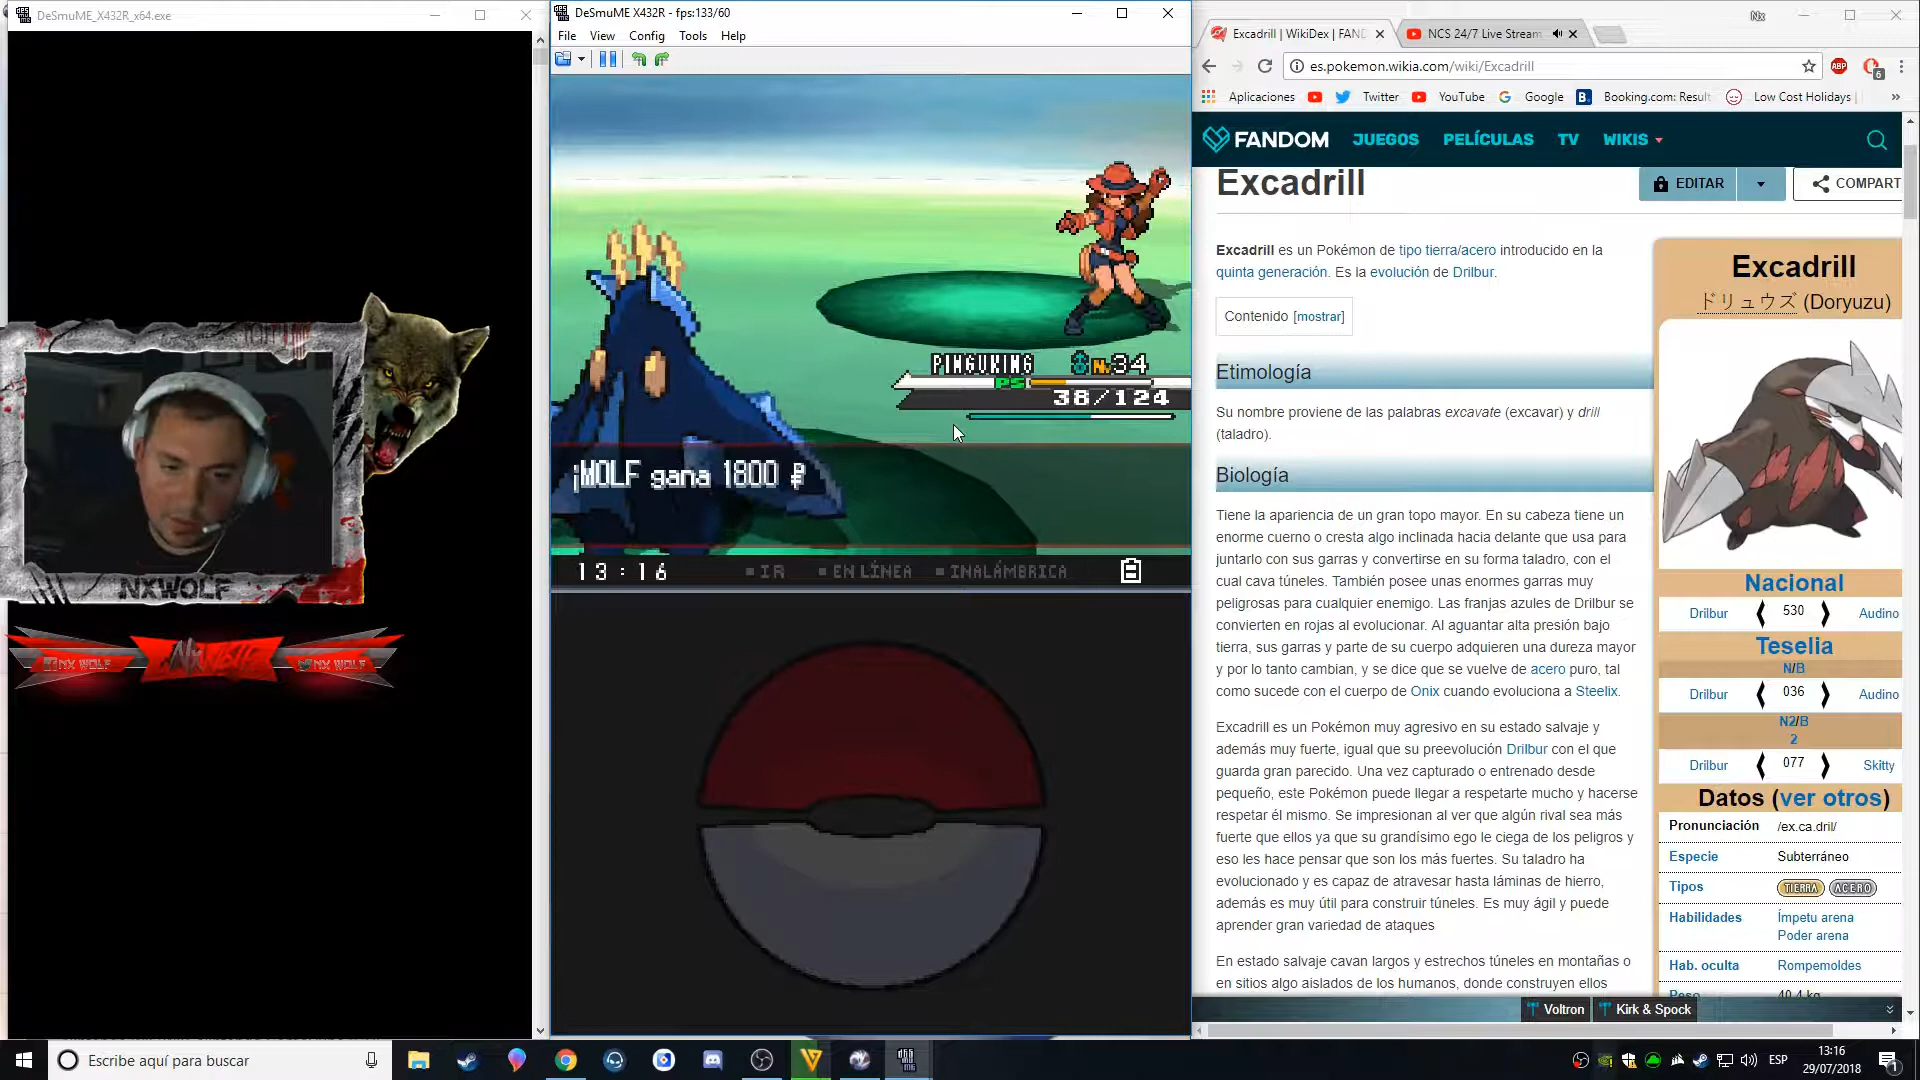 DeSmuME_X432R_x64.exe
NXWOLF
NX WOLF
NX WOLF
DeSmuME X432R - fps:133/60
File View Config Tools Help
PINGUKING Nv34
PS
38/124
¡WOLF gana 1800
13:16 IR EN LÍNEA INALÁMBRICA
Nx
Excadrill | WikiDex | FAND
NCS 24/7 Live Stream
es.pokemon.wikia.com/wiki/Excadrill
ABP
6
Aplicaciones Twitter YouTube Google B. Booking.com: Result Low Cost Holidays »
FANDOM JUEGOS PELÍCULAS TV WIKIS
Excadrill
EDITAR
COMPART
Excadrill es un Pokémon de tipo tierra/acero introducido en la
quinta generación. Es la evolución de Drilbur.
Contenido [mostrar]
Etimología
Su nombre proviene de las palabras excavate (excavar) y drill
(taladro).
Biología
Tiene la apariencia de un gran topo mayor. En su cabeza tiene un
enorme cuerno o cresta algo inclinada hacia delante que usa para
juntarlo con sus garras y convertirse en su forma taladro, con el
cual cava túneles. También posee unas enormes garras muy
peligrosas para cualquier enemigo. Las franjas azules de Drilbur se
convierten en rojas al evolucionar. Al aguantar alta presión bajo
tierra, sus garras y parte de su cuerpo adquieren una dureza mayor
y por lo tanto cambian, y se dice que se vuelve de acero puro, tal
como sucede con el cuerpo de Onix cuando evoluciona a Steelix.
Excadrill es un Pokémon muy agresivo en su estado salvaje y
además muy fuerte, igual que su preevolución Drilbur con el que
guarda gran parecido. Una vez capturado o entrenado desde
pequeño, este Pokémon puede llegar a respetarte mucho y hacerse
respetar él mismo. Se impresionan al ver que algún rival sea más
fuerte que ellos ya que su grandísimo ego le ciega de los peligros y
eso les hace pensar que son los más fuertes. Su taladro ha
evolucionado y es capaz de atravesar hasta láminas de hierro,
además es muy útil para construir túneles. Es muy ágil y puede
aprender gran variedad de ataques
En estado salvaje cavan largos y estrechos túneles en montañas o
en sitios algo aislados de los humanos, donde construyen ellos
Excadrill
ドリュウズ (Doryuzu)
Nacional
Drilbur 530 Audino
Teselia
N/B
Drilbur 036 Audino
N2/B
2
Drilbur 077 Skitty
Datos (ver otros)
Pronunciación /ex.ca.dril/
Especie Subterráneo
Tipos TIERRA ACERO
Habilidades Ímpetu arena
Poder arena
Hab. oculta Rompemoldes
Peso 40,4 kg
Voltron Kirk & Spock
Escribe aquí para buscar
ESP
13:16
29/07/2018
1